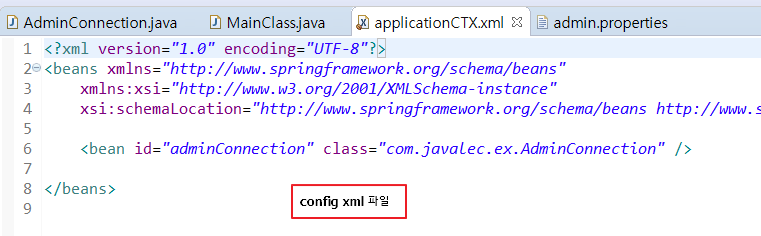 AdminConnection.java MainClass.java applicationCTX.xml admin.properties
1 <?xml version="1.0" encoding="UTF-8"?>
2 <beans xmlns="http://www.springframework.org/schema/beans"
3 xmlns:xsi="http://www.w3.org/2001/XMLSchema-instance"
4 xsi:schemaLocation="http://www.springframework.org/schema/beans http://www.s
5
6 <bean id="adminConnection" class="com.javalec.ex.AdminConnection" />
7
8 </beans>
config xml 파일
9